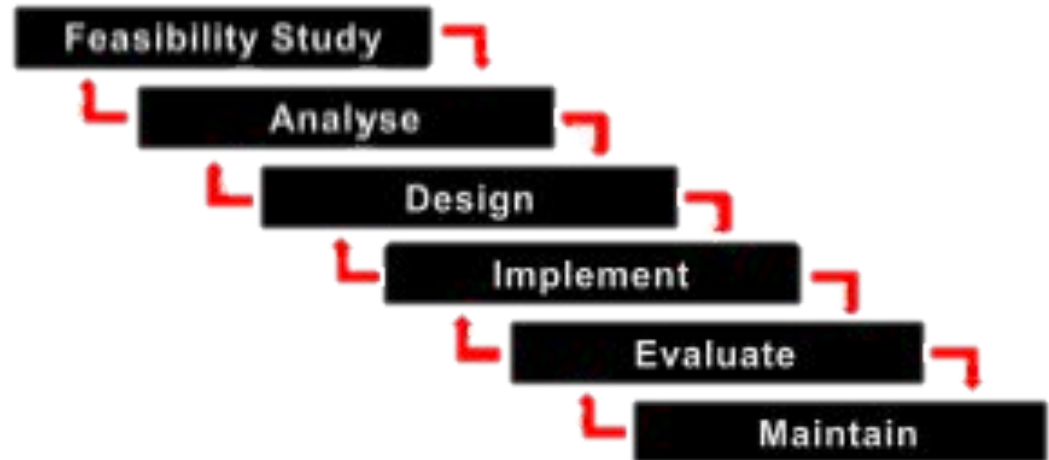 Feasibility Study
Analyse
Design
Implement
Evaluate
Maintain